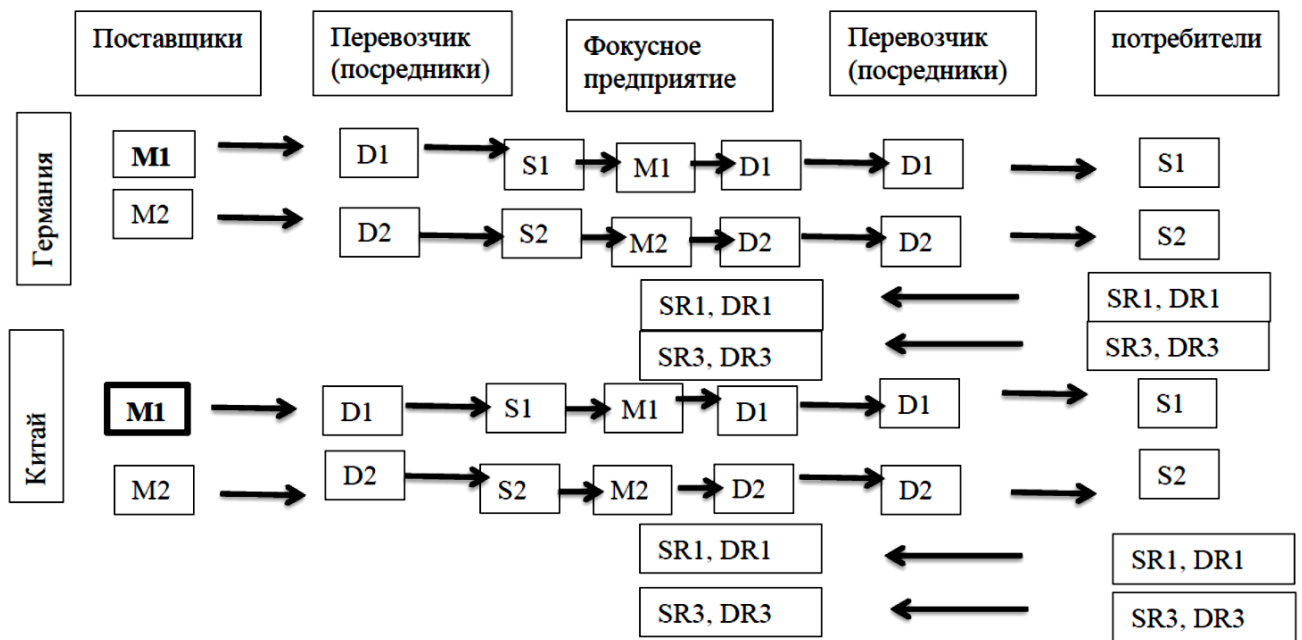 Поставщики
Перевозчик
(посредники)
Фокусное
предприятие
Перевозчик
(посредники)
потребители
Германия
M1
D1
S1
M1
D1
D1
S1
M2
D2
S2
M2
D2
D2
S2
SR1, DR1
SR1, DR1
SR3, DR3
SR3, DR3
Китай
M1
D1
S1
M1
D1
D1
S1
M2
D2
S2
M2
D2
D2
S2
SR1, DR1
SR1, DR1
SR3, DR3
SR3, DR3